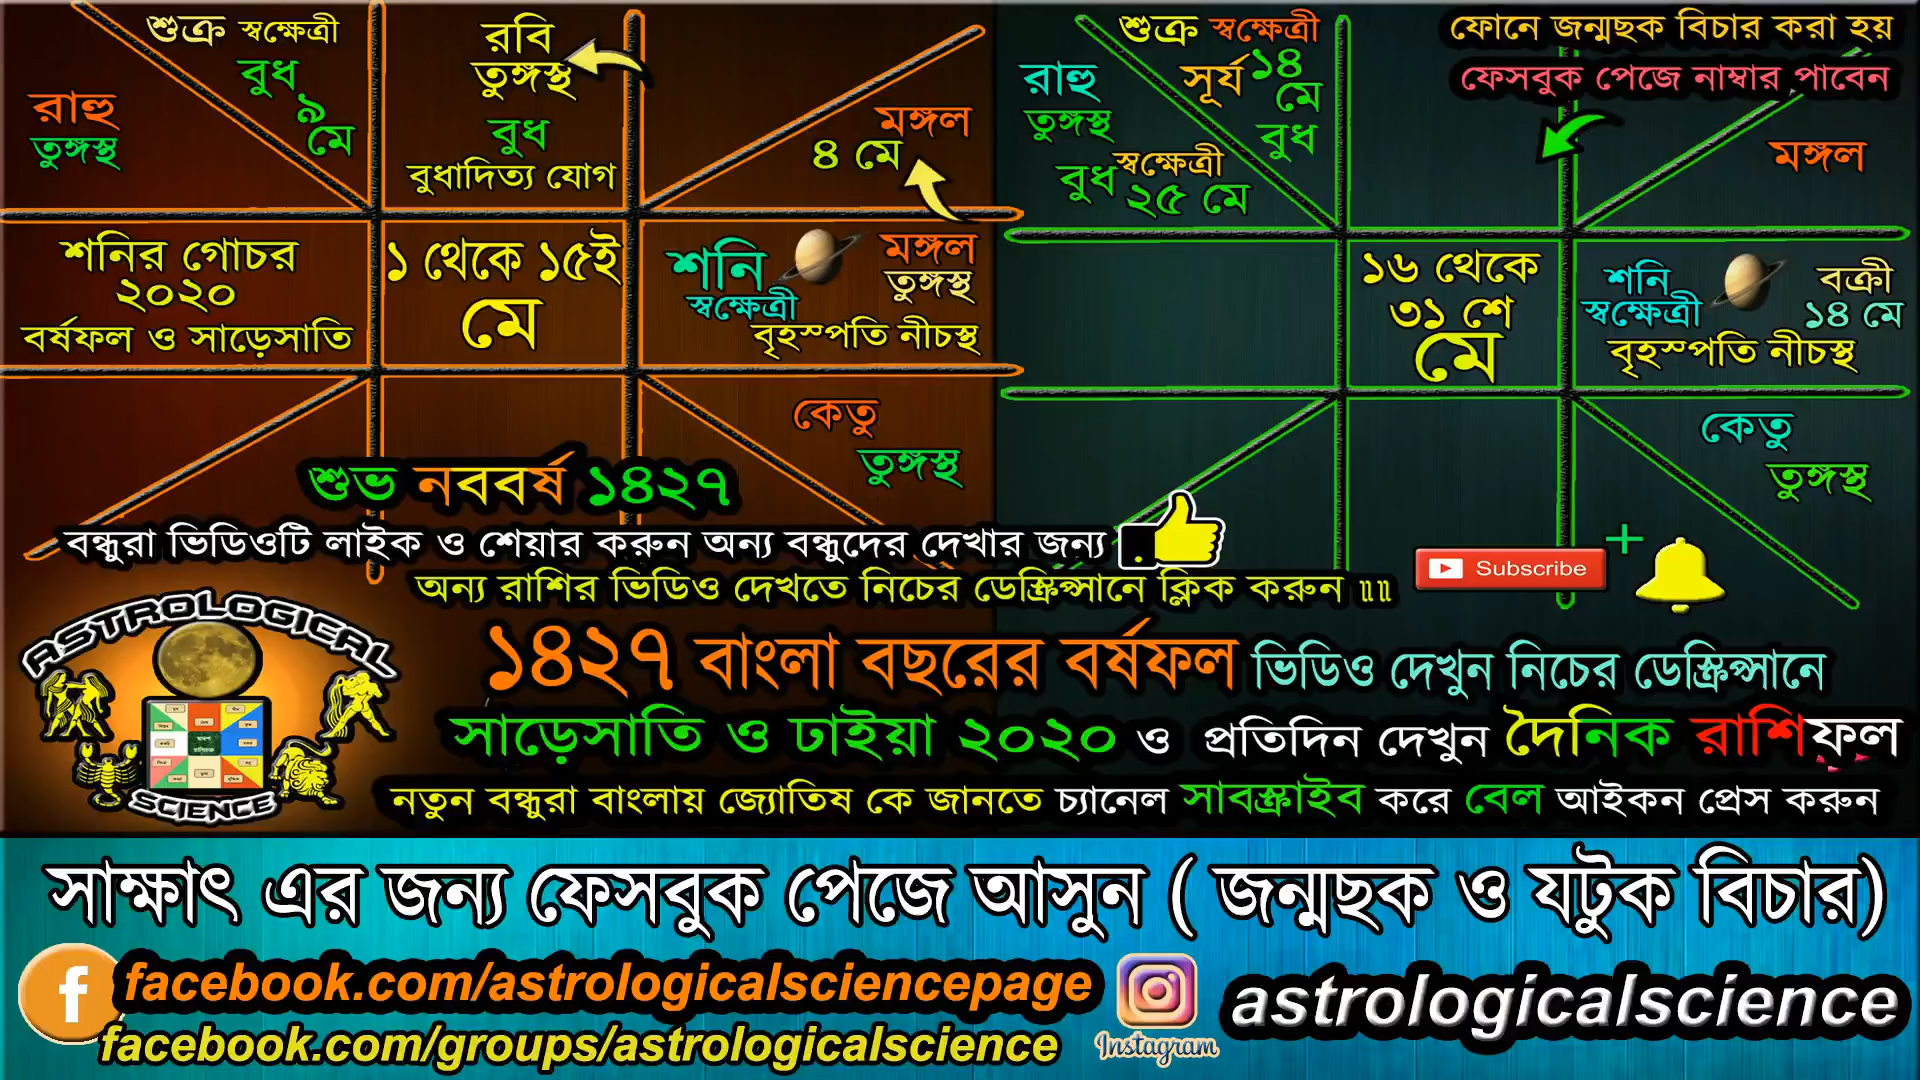 শুক্র স্বক্ষেত্রী
বুধ
৯
মে
রাহু
তুঙ্গস্থ
রবি
তুঙ্গস্থ
বুধ
বুধাদিত্য যোগ
মঙ্গল
৪ মে
শনির গোচর
২০২০
বর্ষফল ও সাড়েসাতি
১ থেকে ১৫ই
মে
শনি
স্বক্ষেত্রী
মঙ্গল
তুঙ্গস্থ
বৃহস্পতি নীচস্থ
কেতু
তুঙ্গস্থ
শুক্র স্বক্ষেত্রী
সূর্য ১৪
মে
বুধ
রাহু
তুঙ্গস্থ
স্বক্ষেত্রী
বুধ ২৫ মে
ফোনে জন্মছক বিচার করা হয়
ফেসবুক পেজে নাম্বার পাবেন
মঙ্গল
১৬ থেকে
৩১ শে
মে
শনি
স্বক্ষেত্রী
বক্রী
১৪ মে
বৃহস্পতি নীচস্থ
কেতু
তুঙ্গস্থ
শুভ নববর্ষ ১৪২৭
বন্ধুরা ভিডিওটি লাইক ও শেয়ার করুন অন্য বন্ধুদের দেখার জন্য
অন্য রাশির ভিডিও দেখতে নিচের ডেস্ক্রিপ্সানে ক্লিক করুন
Subscribe
+
১৪২৭ বাংলা বছরের বর্ষফল ভিডিও দেখুন নিচের ডেস্ক্রিপ্সানে
সাড়েসাতি ও ঢাইয়া ২০২০ ও প্রতিদিন দেখুন দৈনিক রাশিফল
নতুন বন্ধুরা বাংলায় জ্যোতিষ কে জানতে চ্যানেল সাবস্ক্রাইব করে বেল আইকন প্রেস করুন
ASTROLOGICAL
SCIENCE
সাক্ষাৎ এর জন্য ফেসবুক পেজে আসুন ( জন্মছক ও যটুক বিচার)
facebook.com/astrologicalsciencepage
facebook.com/groups/astrologicalscience
Instagram
astrologicalscience